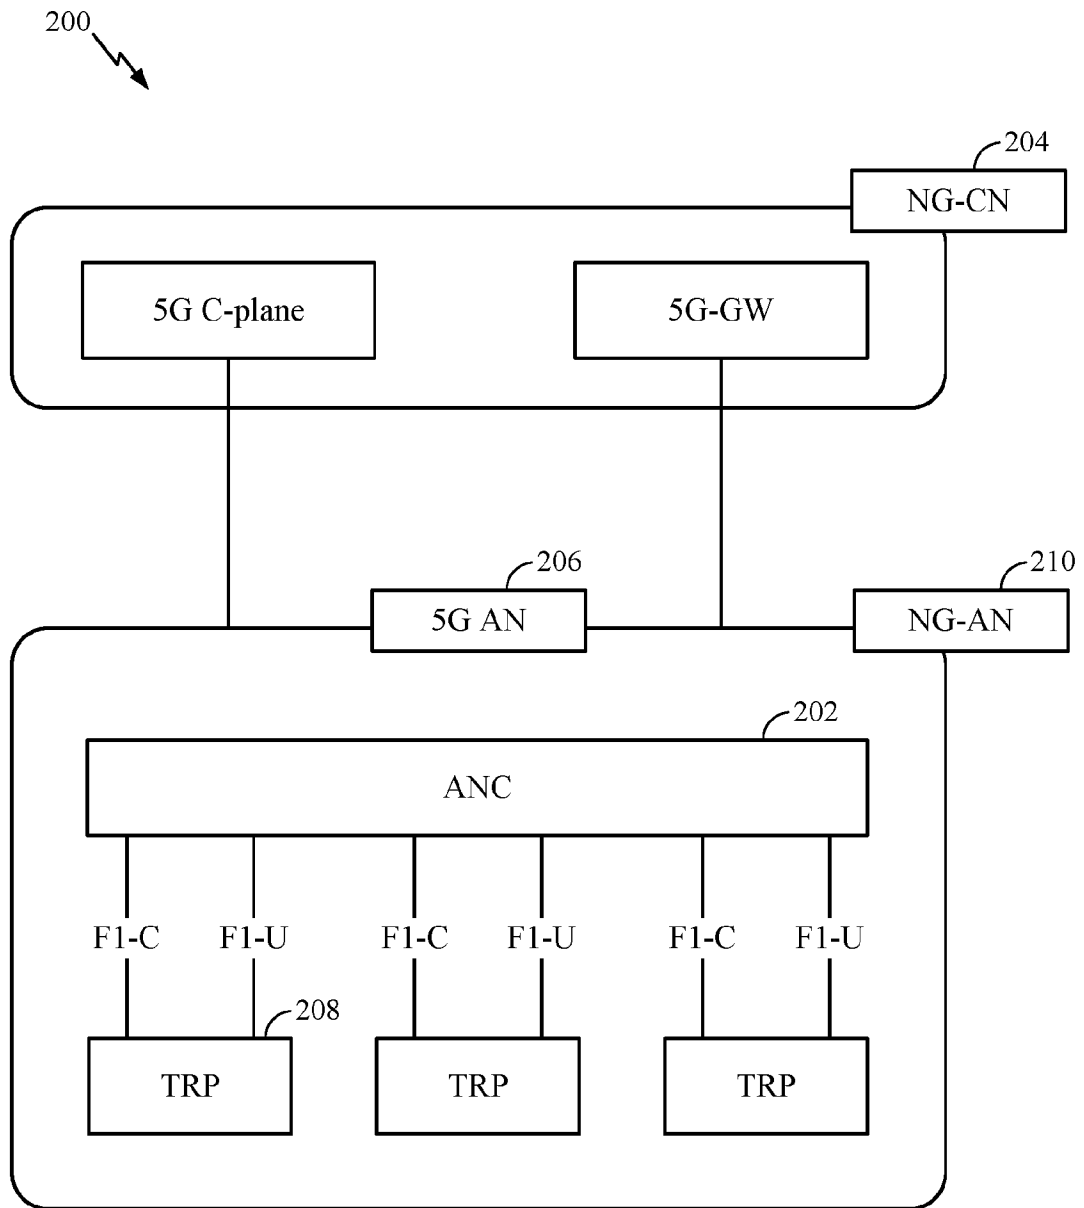 200
204
NG-CN
5G C-plane
5G-GW
206
210
5G AN
NG-AN
202
ANC
F1-C
F1-U
F1-C
F1-U
F1-C
F1-U
208
TRP
TRP
TRP